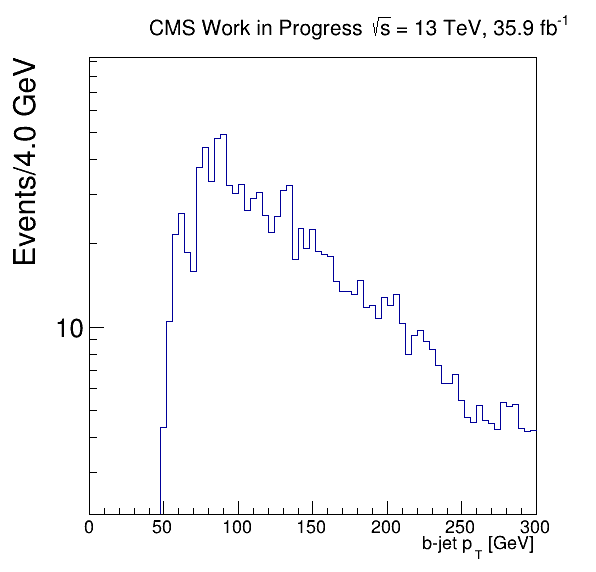 CMS Work in Progress √s = 13 TeV, 35.9 fb⁻¹
Events/4.0 GeV
10
0 50 100 150 200 250 300
b-jet p_T [GeV]